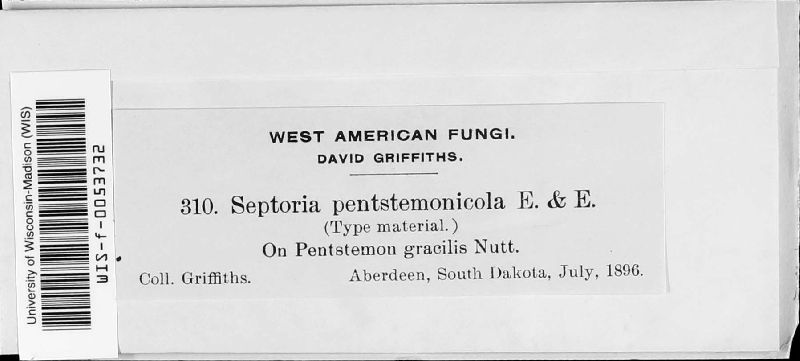 University of Wisconsin-Madison (WIS)
WIS-f-0053732
WEST AMERICAN FUNGI.
DAVID GRIFFITHS.
310. Septoria pentstemonicola E. & E.
(Type material.)
On Pentstemon gracilis Nutt.
Coll. Griffiths. Aberdeen, South Dakota, July, 1896.